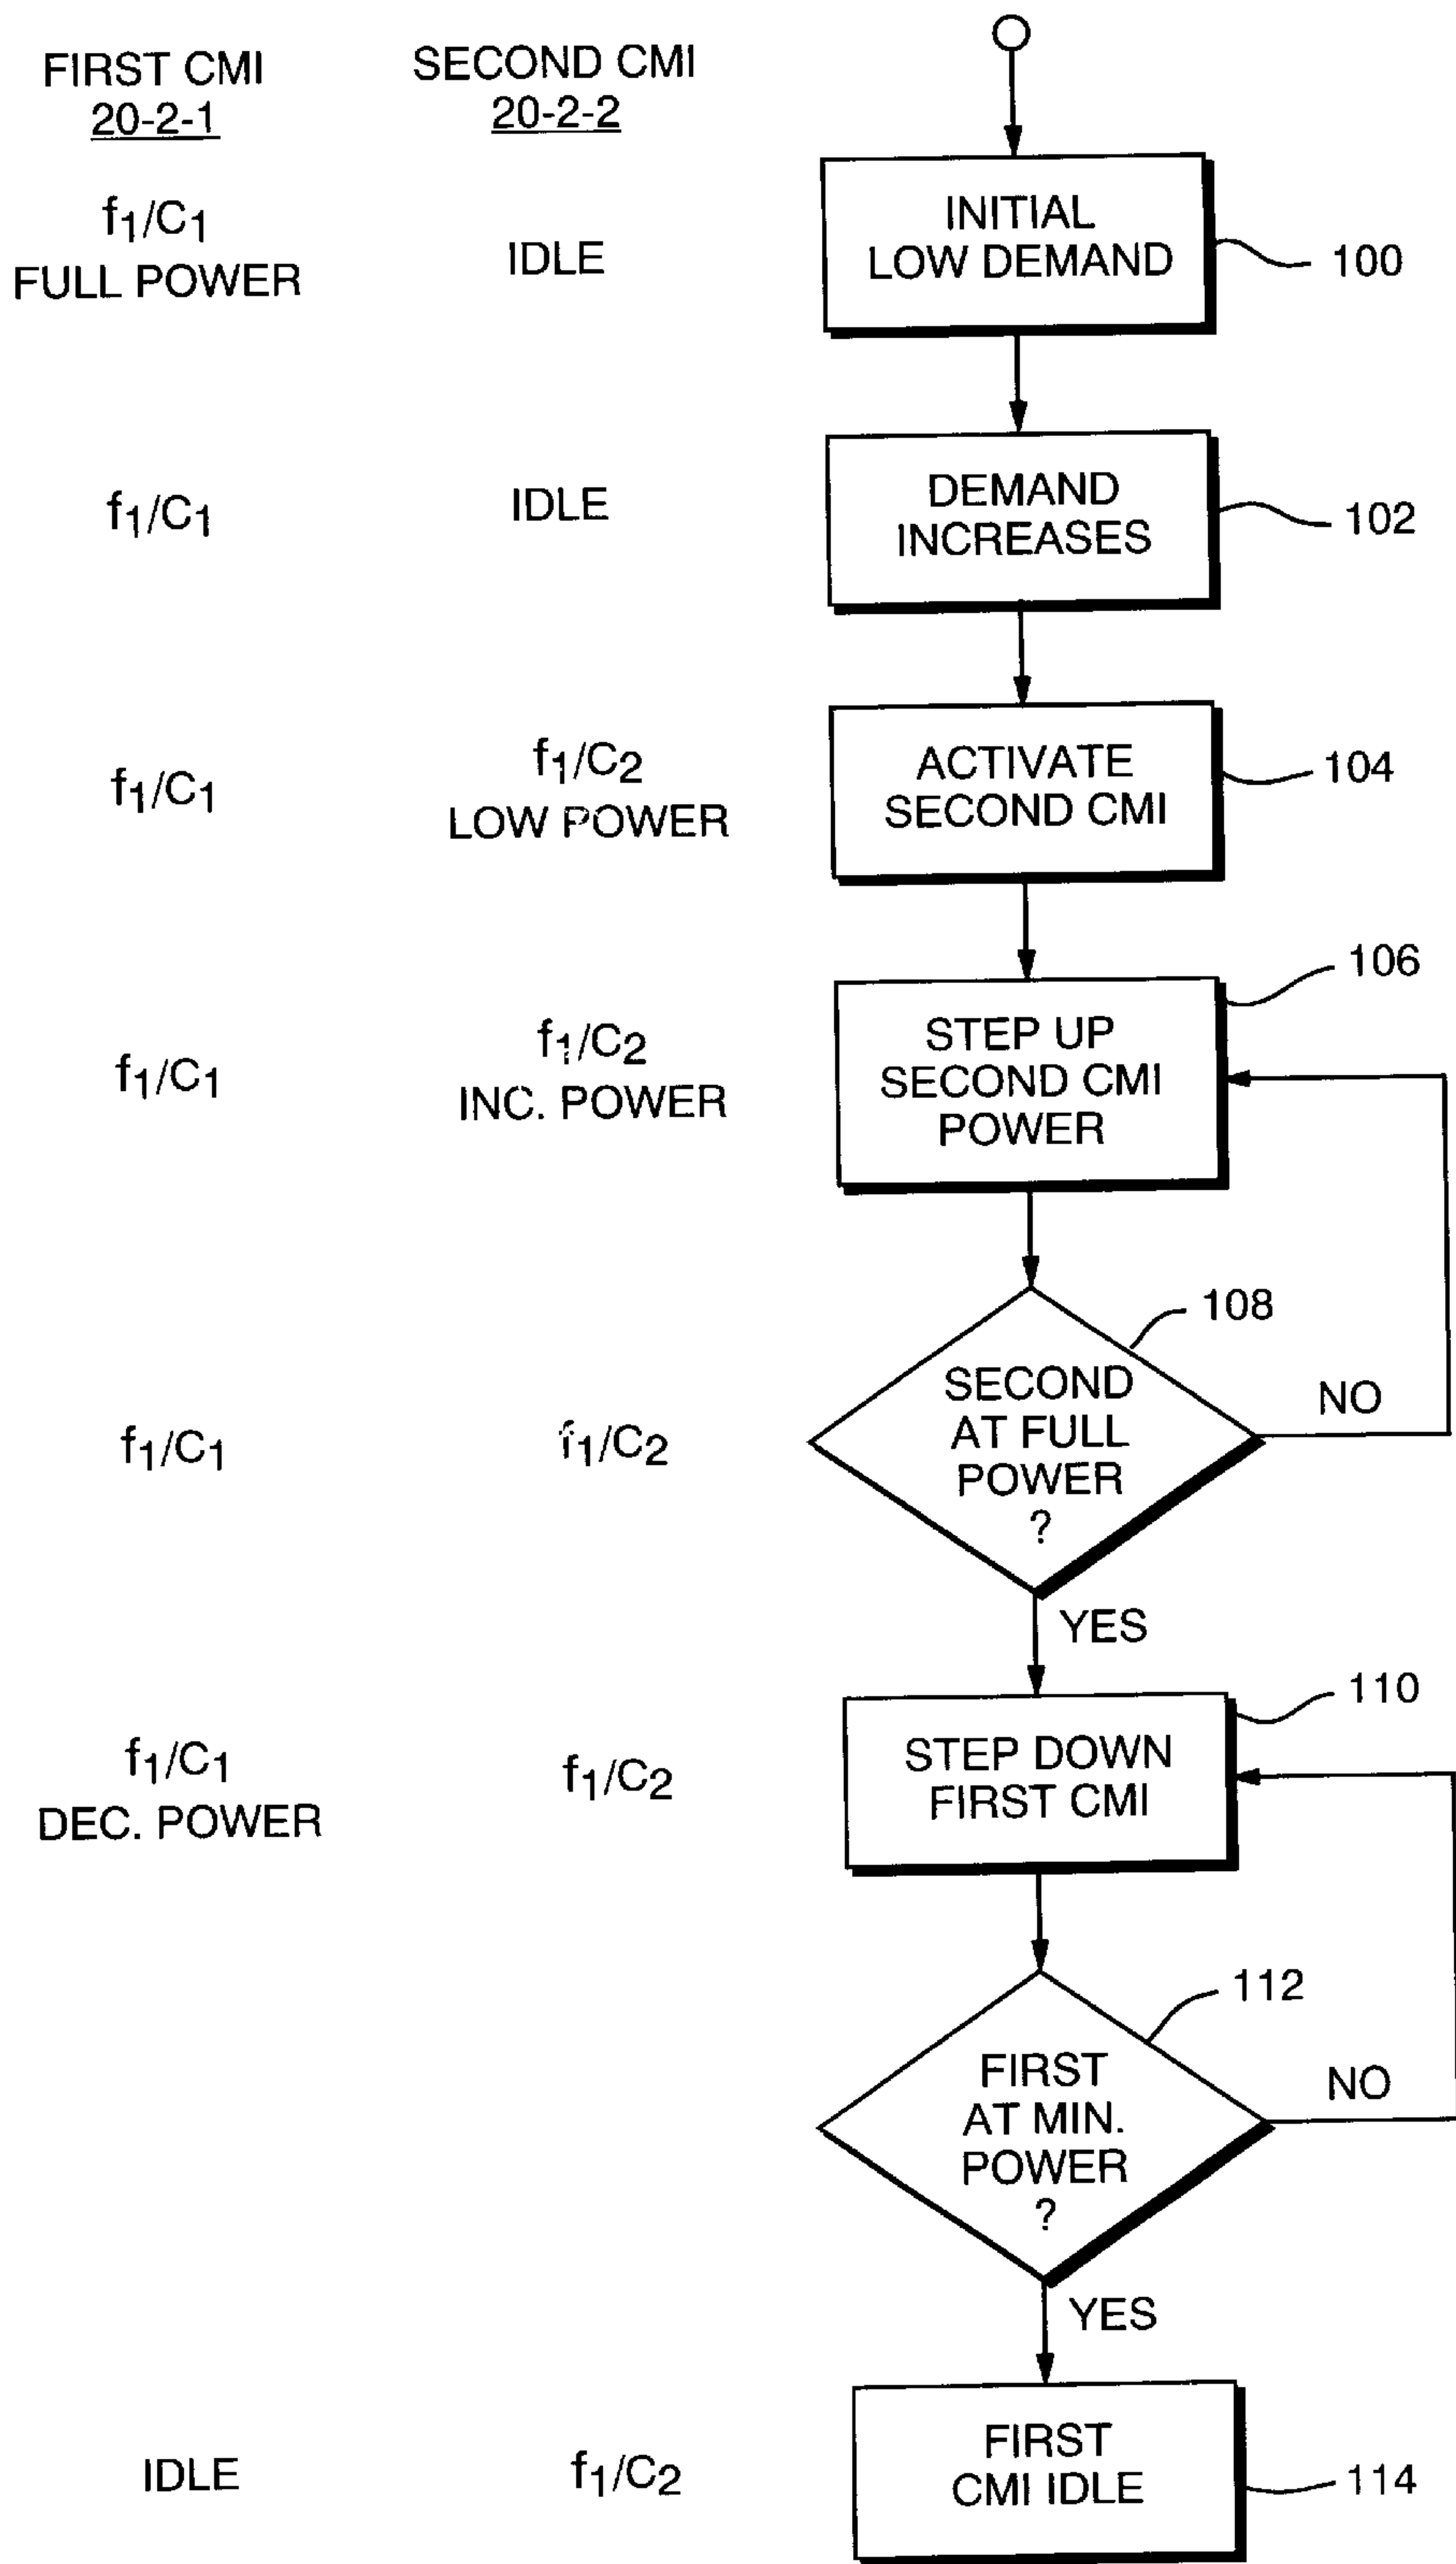 FIRST CMI
20-2-1
SECOND CMI
20-2-2
f1/C1
FULL POWER
IDLE
INITIAL
LOW DEMAND
100
f1/C1
IDLE
DEMAND
INCREASES
102
f1/C1
f1/C2
LOW POWER
ACTIVATE
SECOND CMI
104
f1/C1
f1/C2
INC. POWER
STEP UP
SECOND CMI
POWER
106
f1/C1
f1/C2
SECOND
AT FULL
POWER
?
108
NO
YES
f1/C1
DEC. POWER
f1/C2
STEP DOWN
FIRST CMI
110
FIRST
AT MIN.
POWER
?
112
NO
YES
IDLE
f1/C2
FIRST
CMI IDLE
114